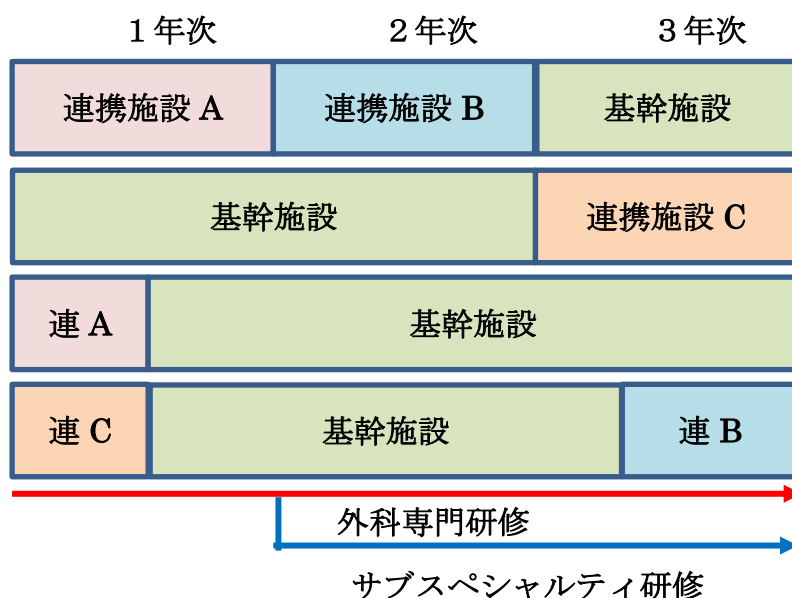 １年次 ２年次 ３年次
連携施設 A 連携施設 B 基幹施設
基幹施設 連携施設 C
連 A 基幹施設
連 C 基幹施設 連 B
外科専門研修
サブスペシャルティ研修